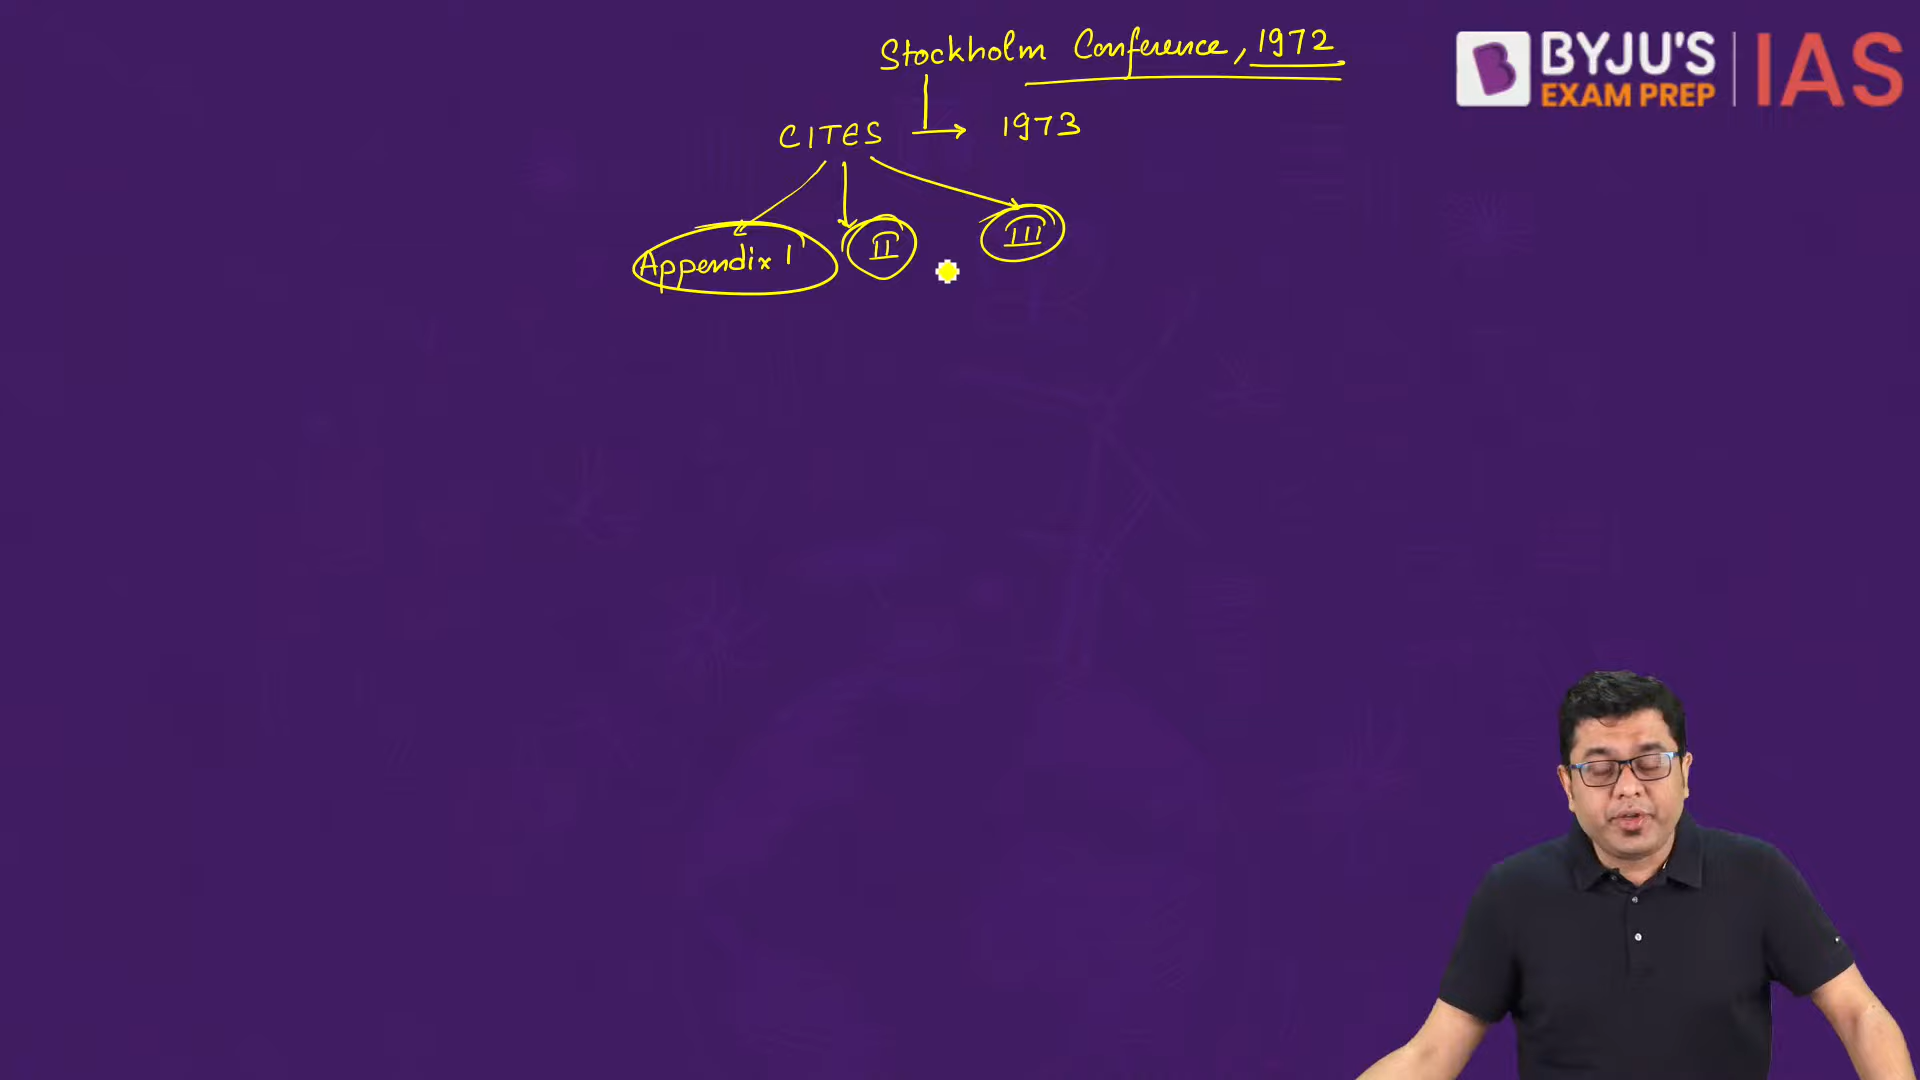 Stockholm Conference, 1972
CITES → 1973
Appendix I II III
BYJU'S
EXAM PREP
IAS